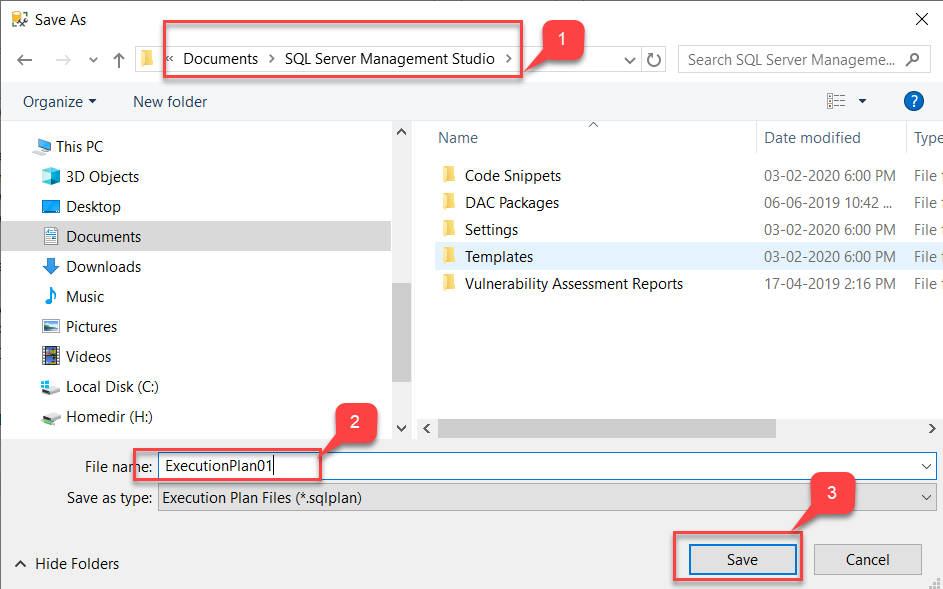 Save As
« Documents > SQL Server Management Studio >
1
Search SQL Server Manageme...
Organize
New folder
?
This PC
3D Objects
Desktop
Documents
Downloads
Music
Pictures
Videos
Local Disk (C:)
Homedir (H:)
Name Date modified Type
Code Snippets 03-02-2020 6:00 PM File f
DAC Packages 06-06-2019 10:42 ... File f
Settings 03-02-2020 6:00 PM File f
Templates 03-02-2020 6:00 PM File f
Vulnerability Assessment Reports 17-04-2019 2:16 PM File f
2
File name: ExecutionPlan01
Save as type: Execution Plan Files (*.sqlplan)
3
Hide Folders
Save
Cancel